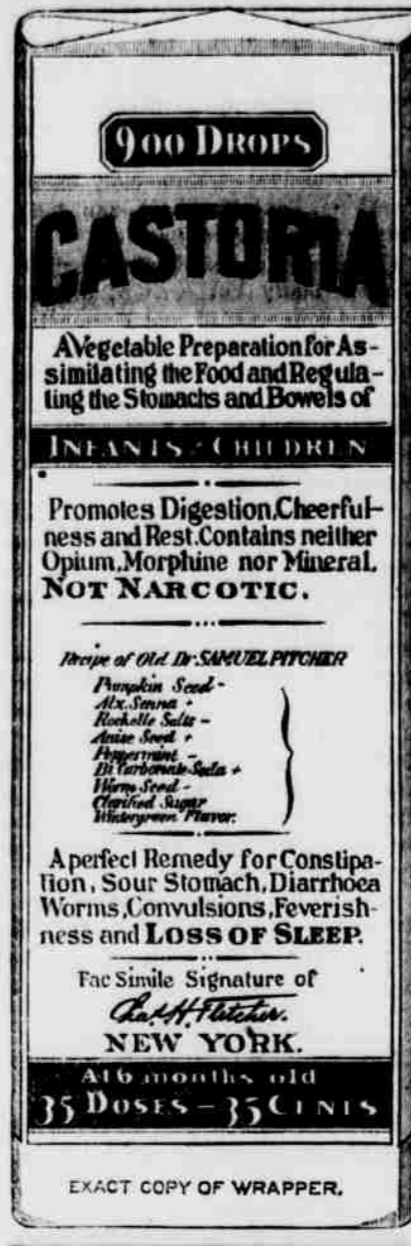 900 DROPS
CASTORIA
A Vegetable Preparation for As-
similating the Food and Regula-
ting the Stomachs and Bowels of
INFANTS CHILDREN
Promotes Digestion, Cheerful-
ness and Rest. Contains neither
Opium, Morphine nor Mineral.
NOT NARCOTIC.
Recipe of Old Dr. SAMUEL PITCHER
Pumpkin Seed -
Alx. Senna +
Rochelle Salts -
Anise Seed +
Peppermint -
Bi Carbonate Soda +
Worm Seed -
Clarified Sugar
Wintergreen Flavor.
A perfect Remedy for Constipa-
tion, Sour Stomach, Diarrhoea
Worms, Convulsions, Feverish-
ness and LOSS OF SLEEP.
Fac Simile Signature of
Chas. H. Fletcher.
NEW YORK.
At 6 months old
35 DOSES - 35 CENTS
EXACT COPY OF WRAPPER.